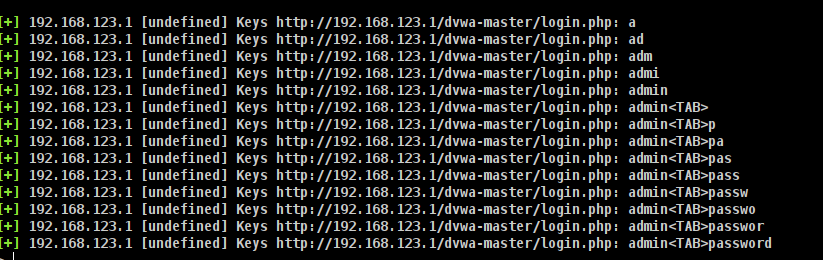 [+] 192.168.123.1 [undefined] Keys http://192.168.123.1/dvwa-master/login.php: a
[+] 192.168.123.1 [undefined] Keys http://192.168.123.1/dvwa-master/login.php: ad
[+] 192.168.123.1 [undefined] Keys http://192.168.123.1/dvwa-master/login.php: adm
[+] 192.168.123.1 [undefined] Keys http://192.168.123.1/dvwa-master/login.php: admi
[+] 192.168.123.1 [undefined] Keys http://192.168.123.1/dvwa-master/login.php: admin
[+] 192.168.123.1 [undefined] Keys http://192.168.123.1/dvwa-master/login.php: admin<TAB>
[+] 192.168.123.1 [undefined] Keys http://192.168.123.1/dvwa-master/login.php: admin<TAB>p
[+] 192.168.123.1 [undefined] Keys http://192.168.123.1/dvwa-master/login.php: admin<TAB>pa
[+] 192.168.123.1 [undefined] Keys http://192.168.123.1/dvwa-master/login.php: admin<TAB>pas
[+] 192.168.123.1 [undefined] Keys http://192.168.123.1/dvwa-master/login.php: admin<TAB>pass
[+] 192.168.123.1 [undefined] Keys http://192.168.123.1/dvwa-master/login.php: admin<TAB>passw
[+] 192.168.123.1 [undefined] Keys http://192.168.123.1/dvwa-master/login.php: admin<TAB>passwo
[+] 192.168.123.1 [undefined] Keys http://192.168.123.1/dvwa-master/login.php: admin<TAB>passwor
[+] 192.168.123.1 [undefined] Keys http://192.168.123.1/dvwa-master/login.php: admin<TAB>password